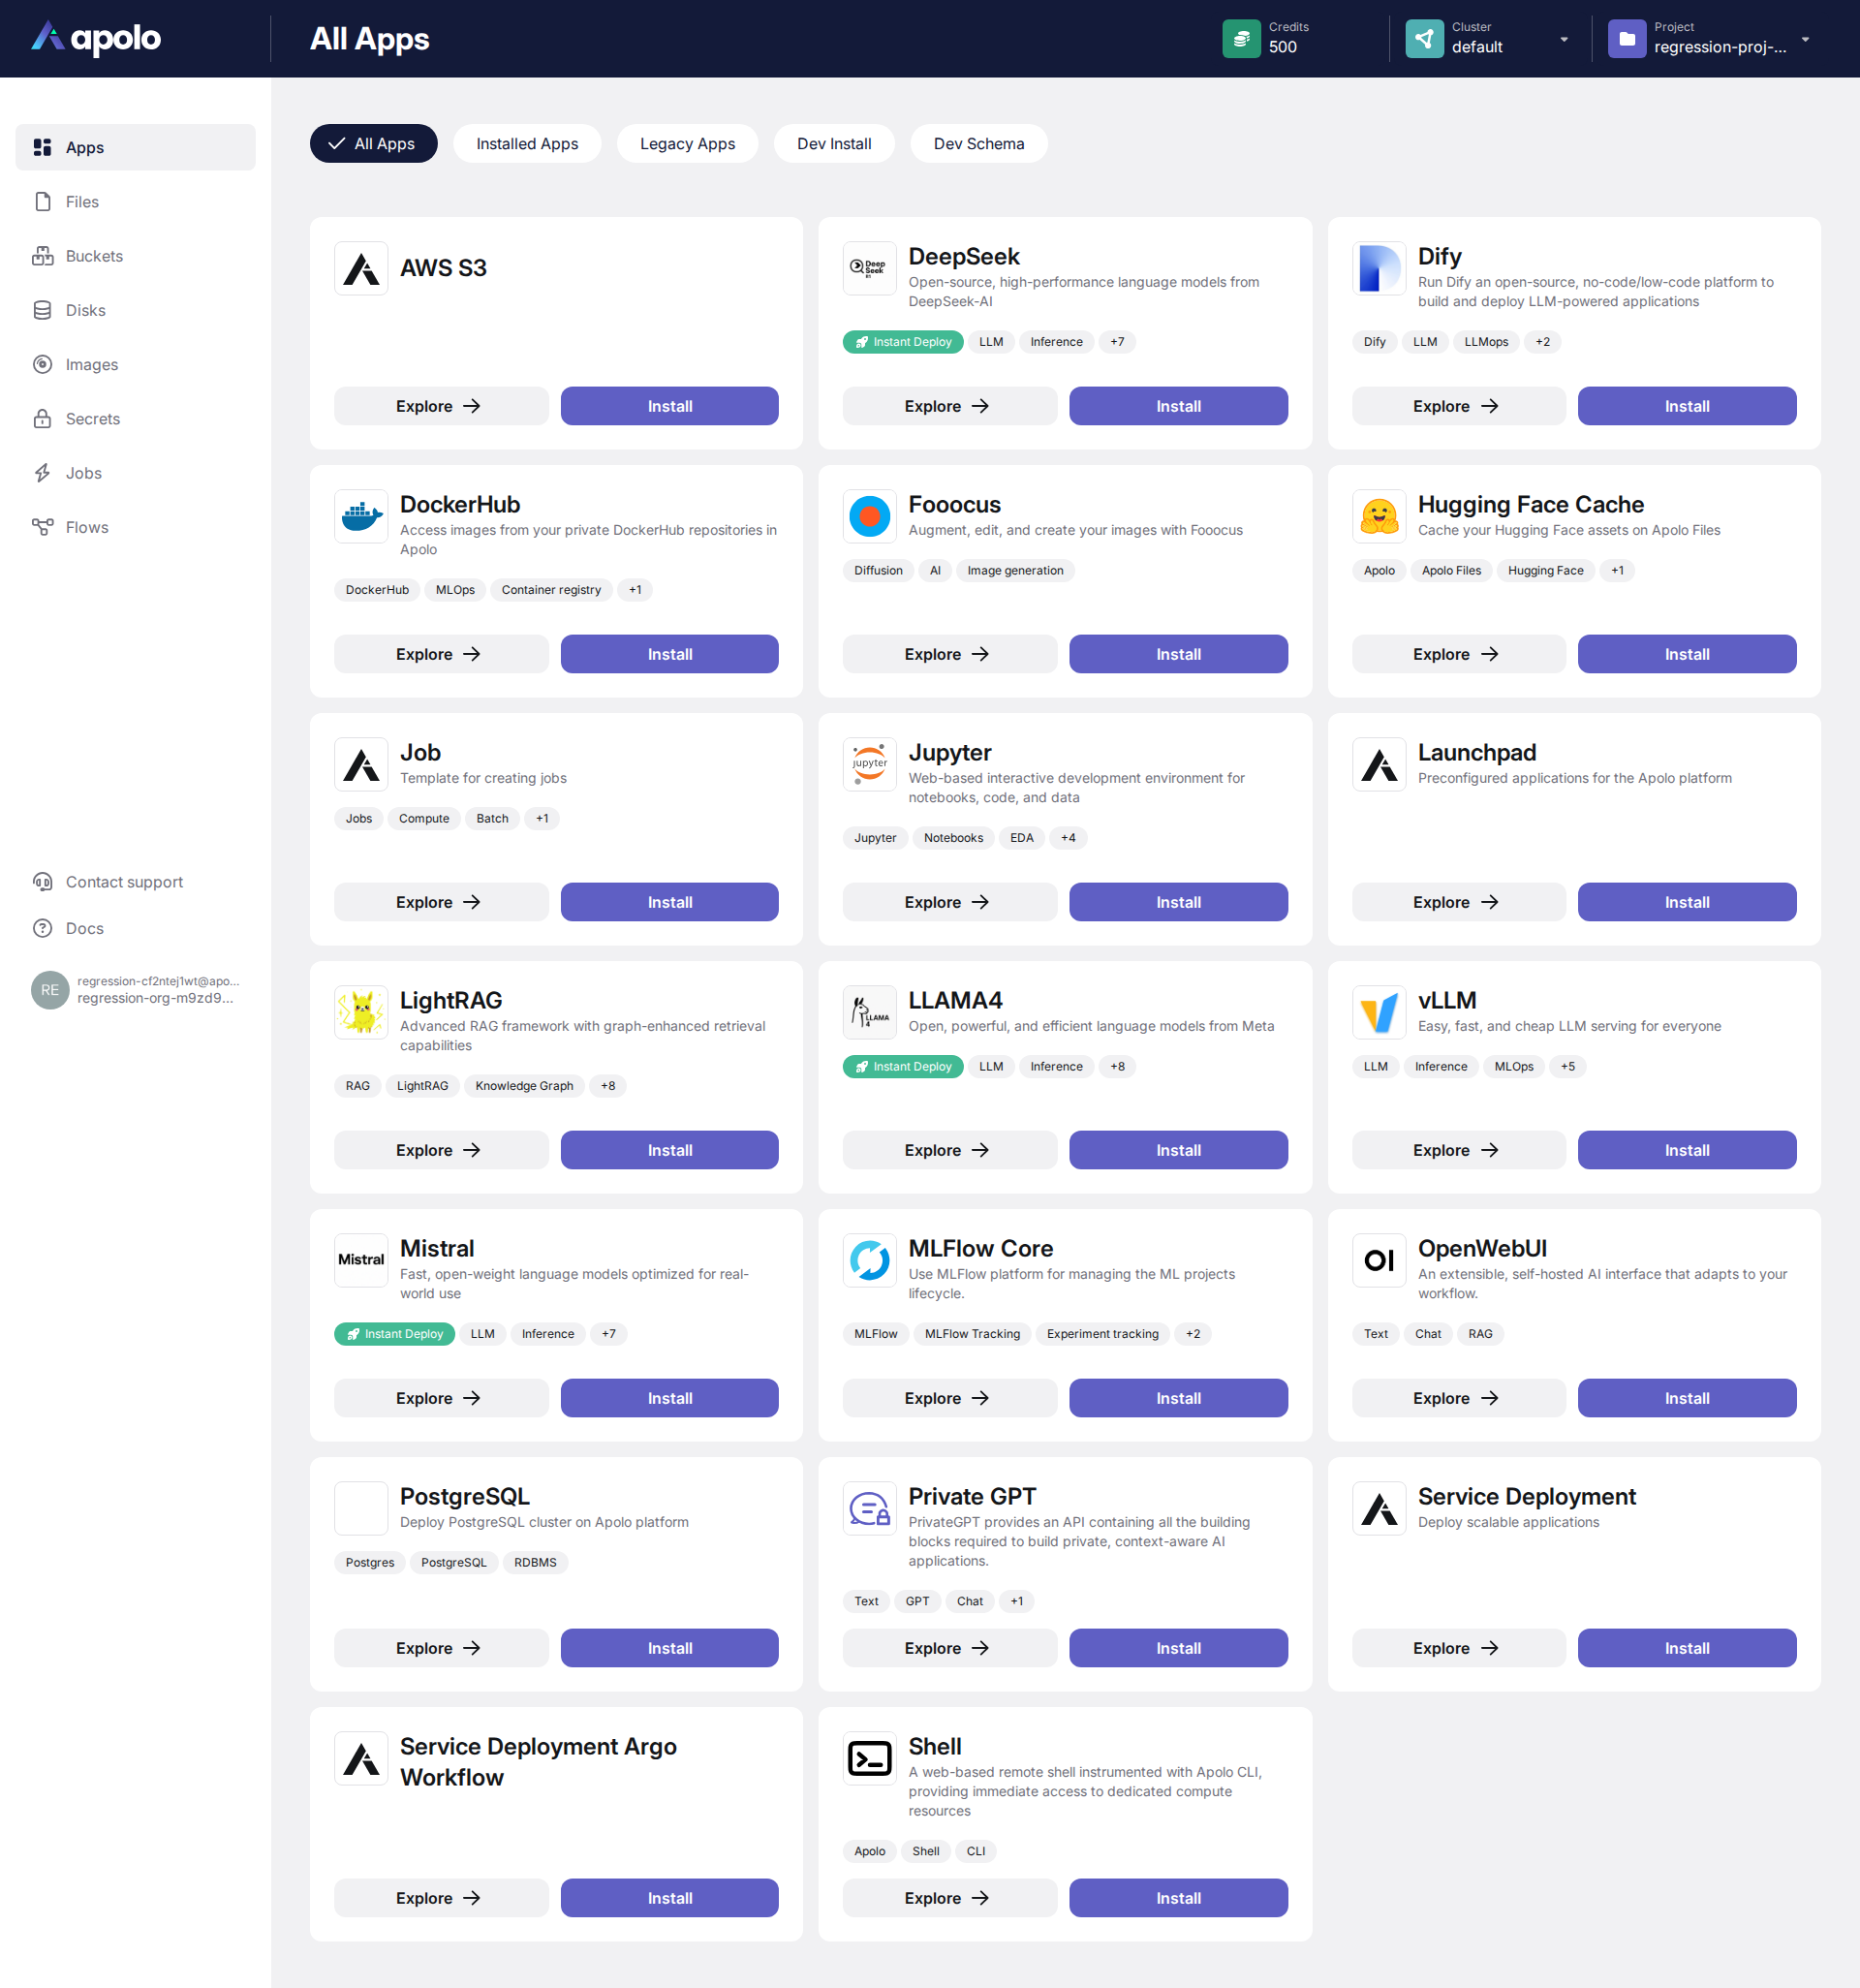 apolo
All Apps
Credits
500
Cluster
default
Project
regression-proj-...
Apps
Files
Buckets
Disks
Images
Secrets
Jobs
Flows
Contact support
Docs
RE
regression-cf2ntej1wt@apo...
regression-org-m9zd9...
All Apps
Installed Apps
Legacy Apps
Dev Install
Dev Schema
AWS S3
Explore
Install
DeepSeek
Open-source, high-performance language models from
DeepSeek-AI
Instant Deploy
LLM
Inference
+7
Explore
Install
Dify
Run Dify an open-source, no-code/low-code platform to
build and deploy LLM-powered applications
Dify
LLM
LLMops
+2
Explore
Install
DockerHub
Access images from your private DockerHub repositories in
Apolo
DockerHub
MLOps
Container registry
+1
Explore
Install
Fooocus
Augment, edit, and create your images with Fooocus
Diffusion
AI
Image generation
Explore
Install
Hugging Face Cache
Cache your Hugging Face assets on Apolo Files
Apolo
Apolo Files
Hugging Face
+1
Explore
Install
Job
Template for creating jobs
Jobs
Compute
Batch
+1
Explore
Install
jupyter
Jupyter
Web-based interactive development environment for
notebooks, code, and data
Jupyter
Notebooks
EDA
+4
Explore
Install
Launchpad
Preconfigured applications for the Apolo platform
Explore
Install
LightRAG
Advanced RAG framework with graph-enhanced retrieval
capabilities
RAG
LightRAG
Knowledge Graph
+8
Explore
Install
LLAMA
4
LLAMA4
Open, powerful, and efficient language models from Meta
Instant Deploy
LLM
Inference
+8
Explore
Install
vLLM
Easy, fast, and cheap LLM serving for everyone
LLM
Inference
MLOps
+5
Explore
Install
Mistral
Mistral
Fast, open-weight language models optimized for real-
world use
Instant Deploy
LLM
Inference
+7
Explore
Install
MLFlow Core
Use MLFlow platform for managing the ML projects
lifecycle.
MLFlow
MLFlow Tracking
Experiment tracking
+2
Explore
Install
OI
OpenWebUI
An extensible, self-hosted AI interface that adapts to your
workflow.
Text
Chat
RAG
Explore
Install
PostgreSQL
Deploy PostgreSQL cluster on Apolo platform
Postgres
PostgreSQL
RDBMS
Explore
Install
Private GPT
PrivateGPT provides an API containing all the building
blocks required to build private, context-aware AI
applications.
Text
GPT
Chat
+1
Explore
Install
Service Deployment
Deploy scalable applications
Explore
Install
Service Deployment Argo
Workflow
Explore
Install
Shell
A web-based remote shell instrumented with Apolo CLI,
providing immediate access to dedicated compute
resources
Apolo
Shell
CLI
Explore
Install